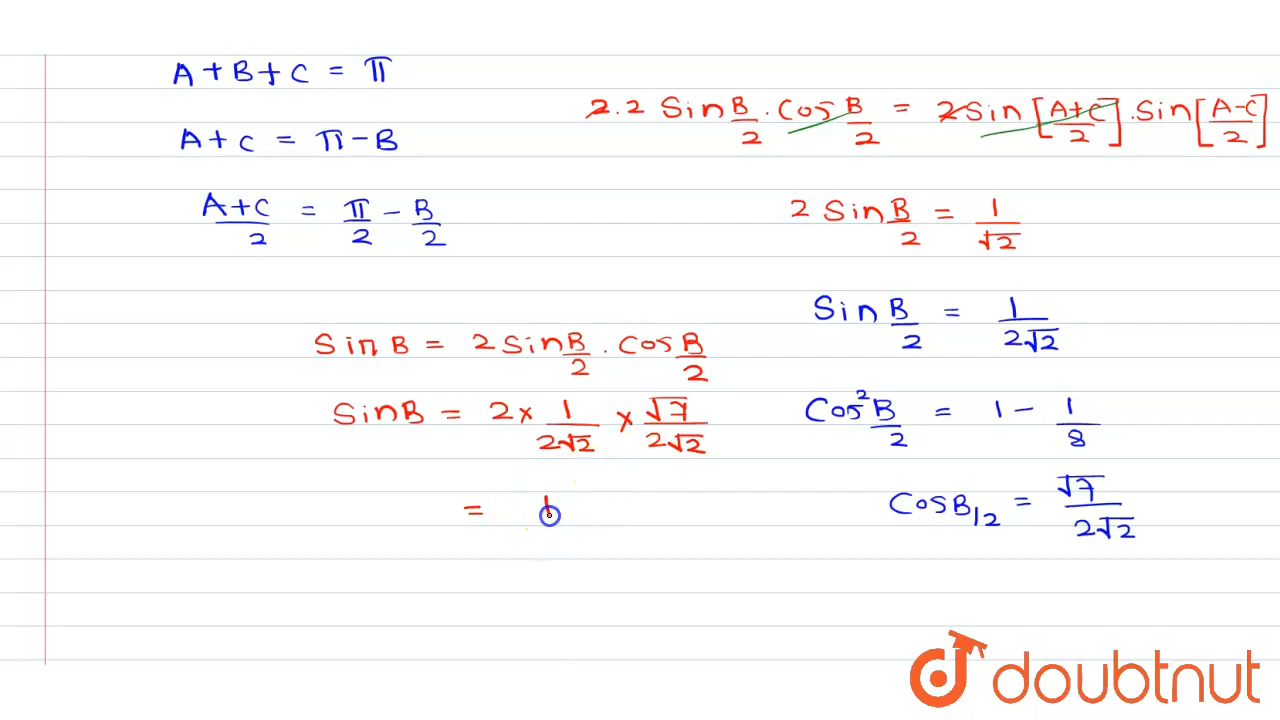 A+B+C = π
2.2 Sin B/2 . Cos B/2 = 2Sin [A+C/2] . Sin [A-C/2]
A+C = π-B
A+C/2 = π/2 - B/2
2 Sin B/2 = 1/√2
Sin B/2 = 1/2√2
Sin B = 2 Sin B/2 . Cos B/2
Sin B = 2 × 1/2√2 × √7/2√2
Cos² B/2 = 1 - 1/8
= 1
Cos B/2 = √7/2√2
doubtnut